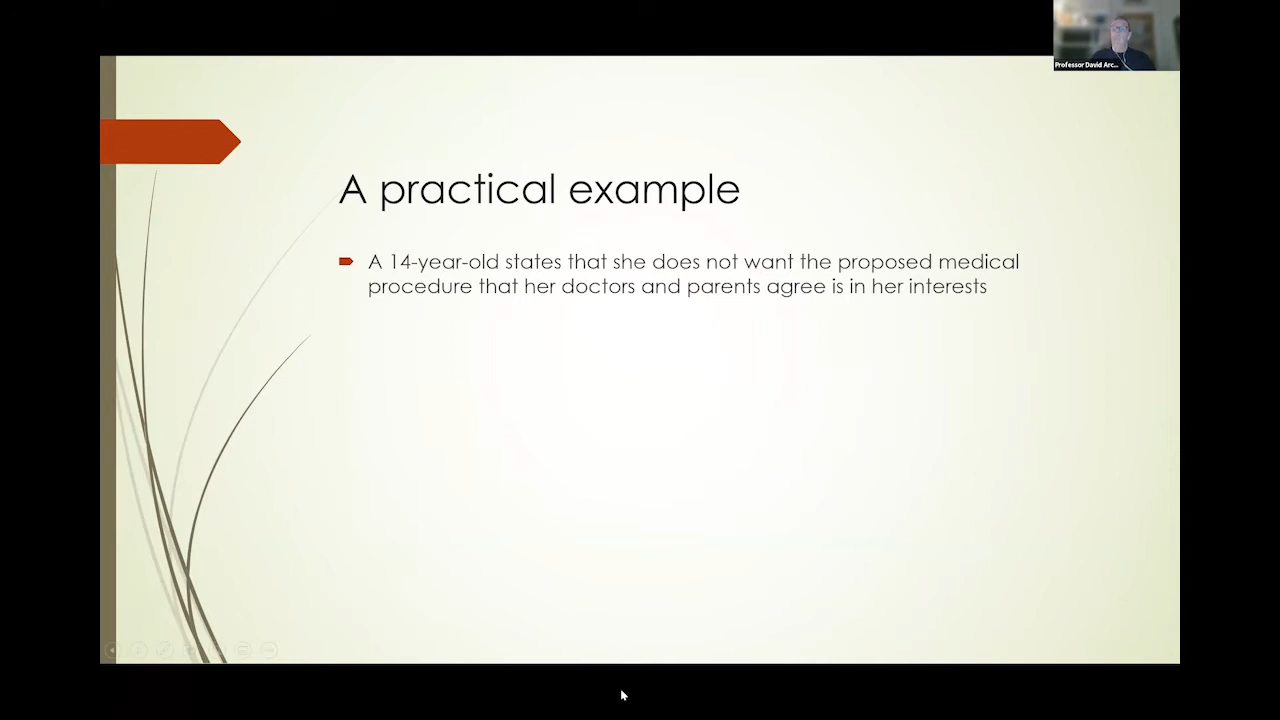 Professor David Arc...
A practical example
A 14-year-old states that she does not want the proposed medical
procedure that her doctors and parents agree is in her interests